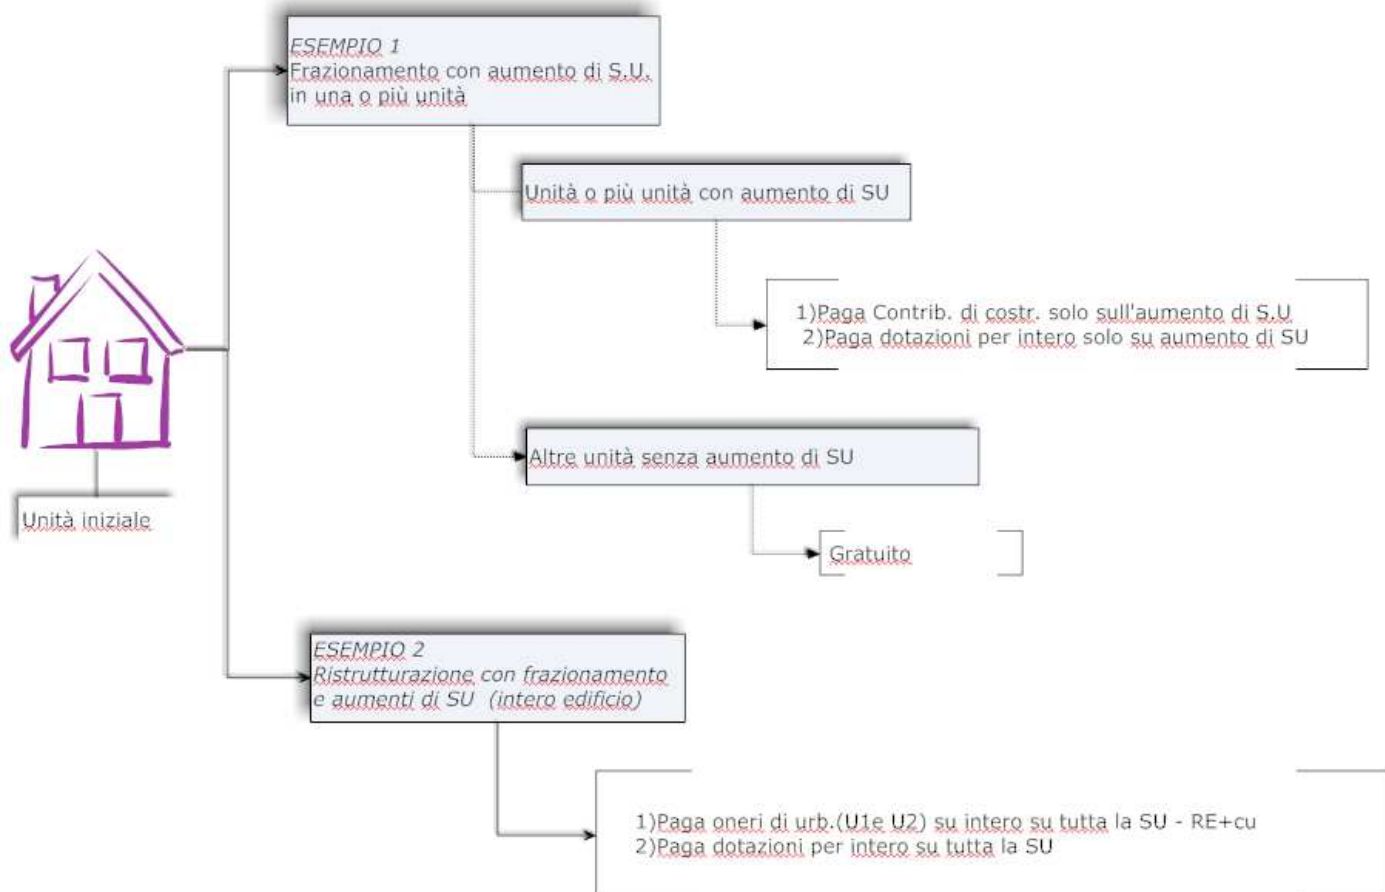 ESEMPIO 1
Frazionamento con aumento di S.U.
in una o più unità
Unità o più unità con aumento di SU
1)Paga Contrib. di costr. solo sull'aumento di S.U
2)Paga dotazioni per intero solo su aumento di SU
Altre unità senza aumento di SU
Gratuito
Unità iniziale
ESEMPIO 2
Ristrutturazione con frazionamento
e aumenti di SU (intero edificio)
1)Paga oneri di urb.(U1e U2) su intero su tutta la SU - RE+cu
2)Paga dotazioni per intero su tutta la SU